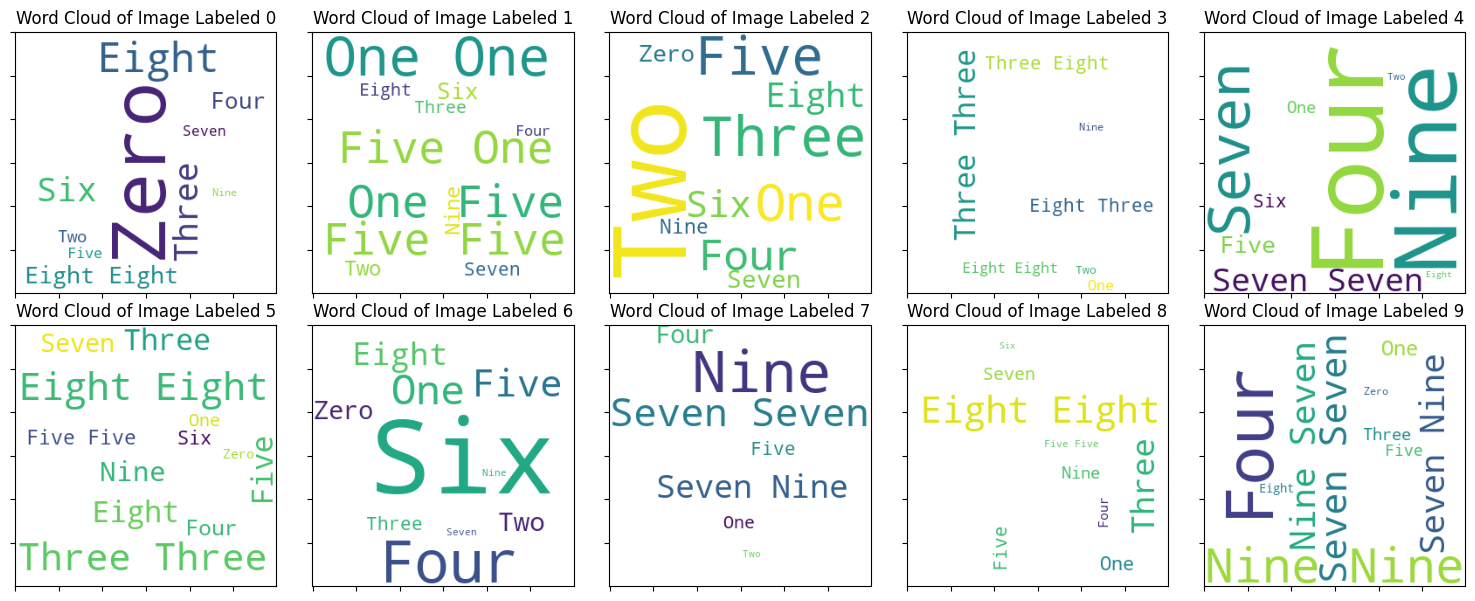 Word Cloud of Image Labeled 0
Eight
Four
Zero
Seven
Three
Six
Nine
Two
Five
Eight Eight
Word Cloud of Image Labeled 1
One One
Eight
Six
Three
Four
Five One
One
Nine
Five
Five
Five
Two
Seven
Word Cloud of Image Labeled 2
Zero
Five
Eight
Two
Three
Six
One
Nine
Four
Seven
Word Cloud of Image Labeled 3
Three Three
Three Eight
Nine
Eight Three
Eight Eight
Two
One
Word Cloud of Image Labeled 4
Seven
Four
Two
Nine
One
Six
Five
Seven Seven
Eight
Word Cloud of Image Labeled 5
Seven
Three
Eight Eight
One
Five Five
Six
Zero
Five
Nine
Eight
Four
Three Three
Word Cloud of Image Labeled 6
Eight
One
Five
Zero
Six
Nine
Three
Seven
Two
Four
Word Cloud of Image Labeled 7
Four
Nine
Seven Seven
Five
Seven Nine
One
Two
Word Cloud of Image Labeled 8
Six
Seven
Eight Eight
Five Five
Three
Nine
Four
Five
One
Word Cloud of Image Labeled 9
Four
Nine Seven
Seven Seven
One
Zero
Seven Nine
Three
Five
Eight
Nine
Nine